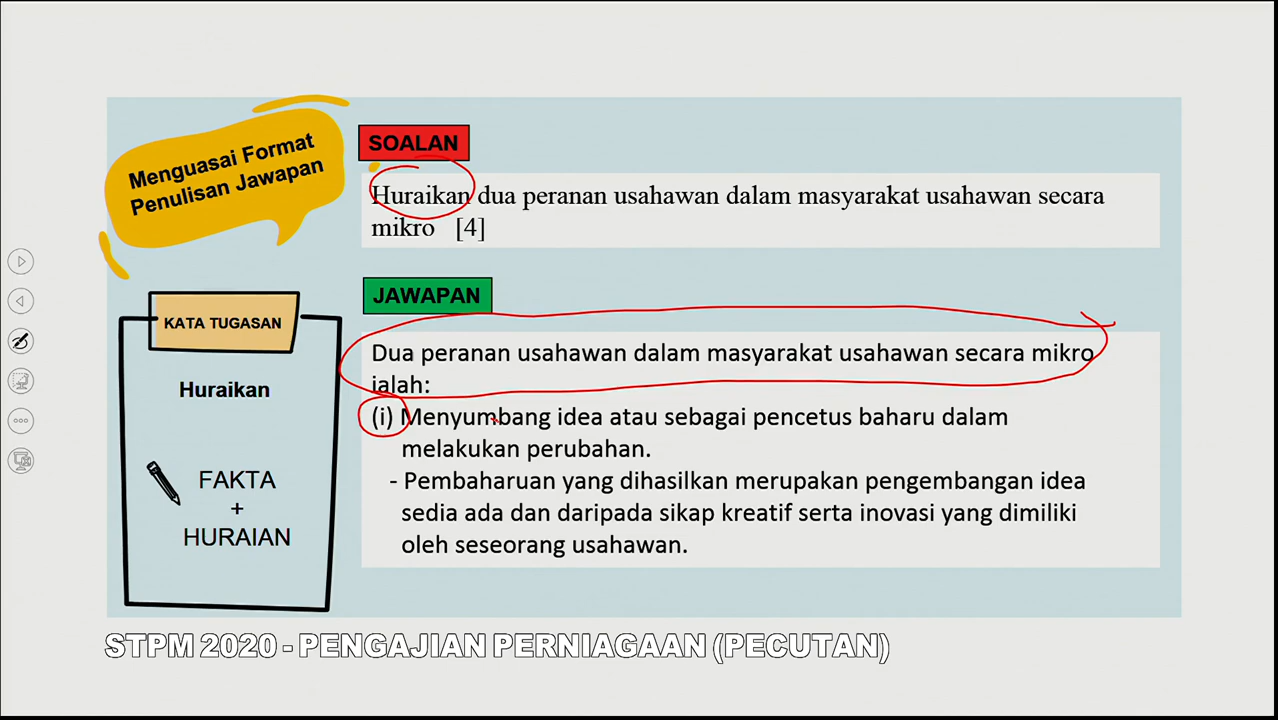 Menguasai Format
Penulisan Jawapan
SOALAN
Huraikan dua peranan usahawan dalam masyarakat usahawan secara
mikro [4]
KATA TUGASAN
Huraikan
FAKTA
+
HURAIAN
JAWAPAN
Dua peranan usahawan dalam masyarakat usahawan secara mikro
ialah:
(i) Menyumbang idea atau sebagai pencetus baharu dalam
melakukan perubahan.
- Pembaharuan yang dihasilkan merupakan pengembangan idea
sedia ada dan daripada sikap kreatif serta inovasi yang dimiliki
oleh seseorang usahawan.
STPM 2020 - PENGAJIAN PERNIAGAAN (PECUTAN)